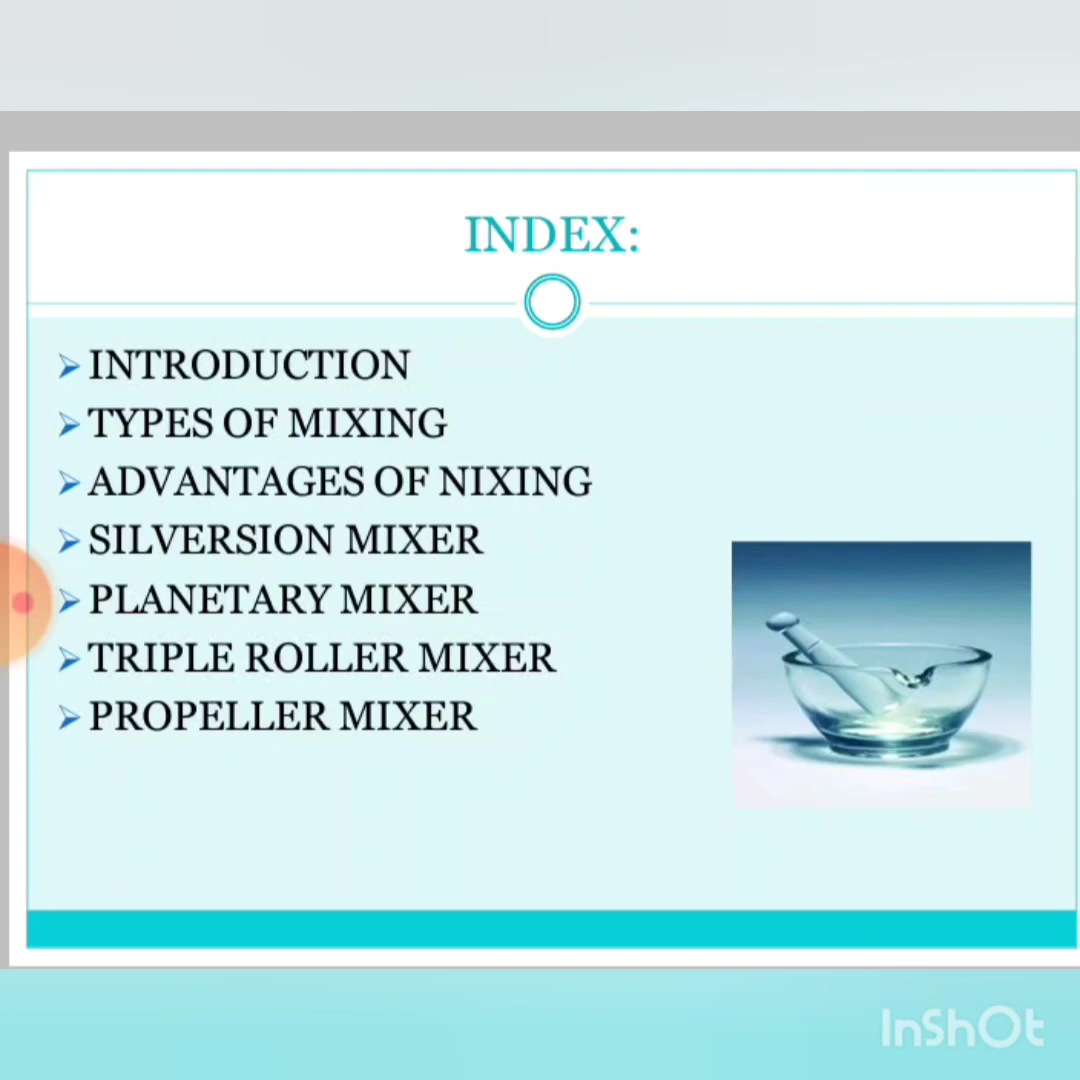 INDEX:
INTRODUCTION
TYPES OF MIXING
ADVANTAGES OF NIXING
SILVERSION MIXER
PLANETARY MIXER
TRIPLE ROLLER MIXER
PROPELLER MIXER
InShOt